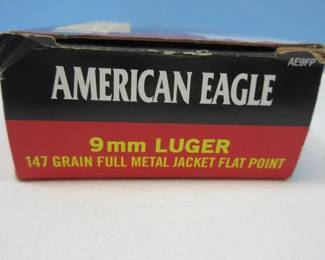 AE9FP
AMERICAN EAGLE
9mm LUGER
147 GRAIN FULL METAL JACKET FLAT POINT